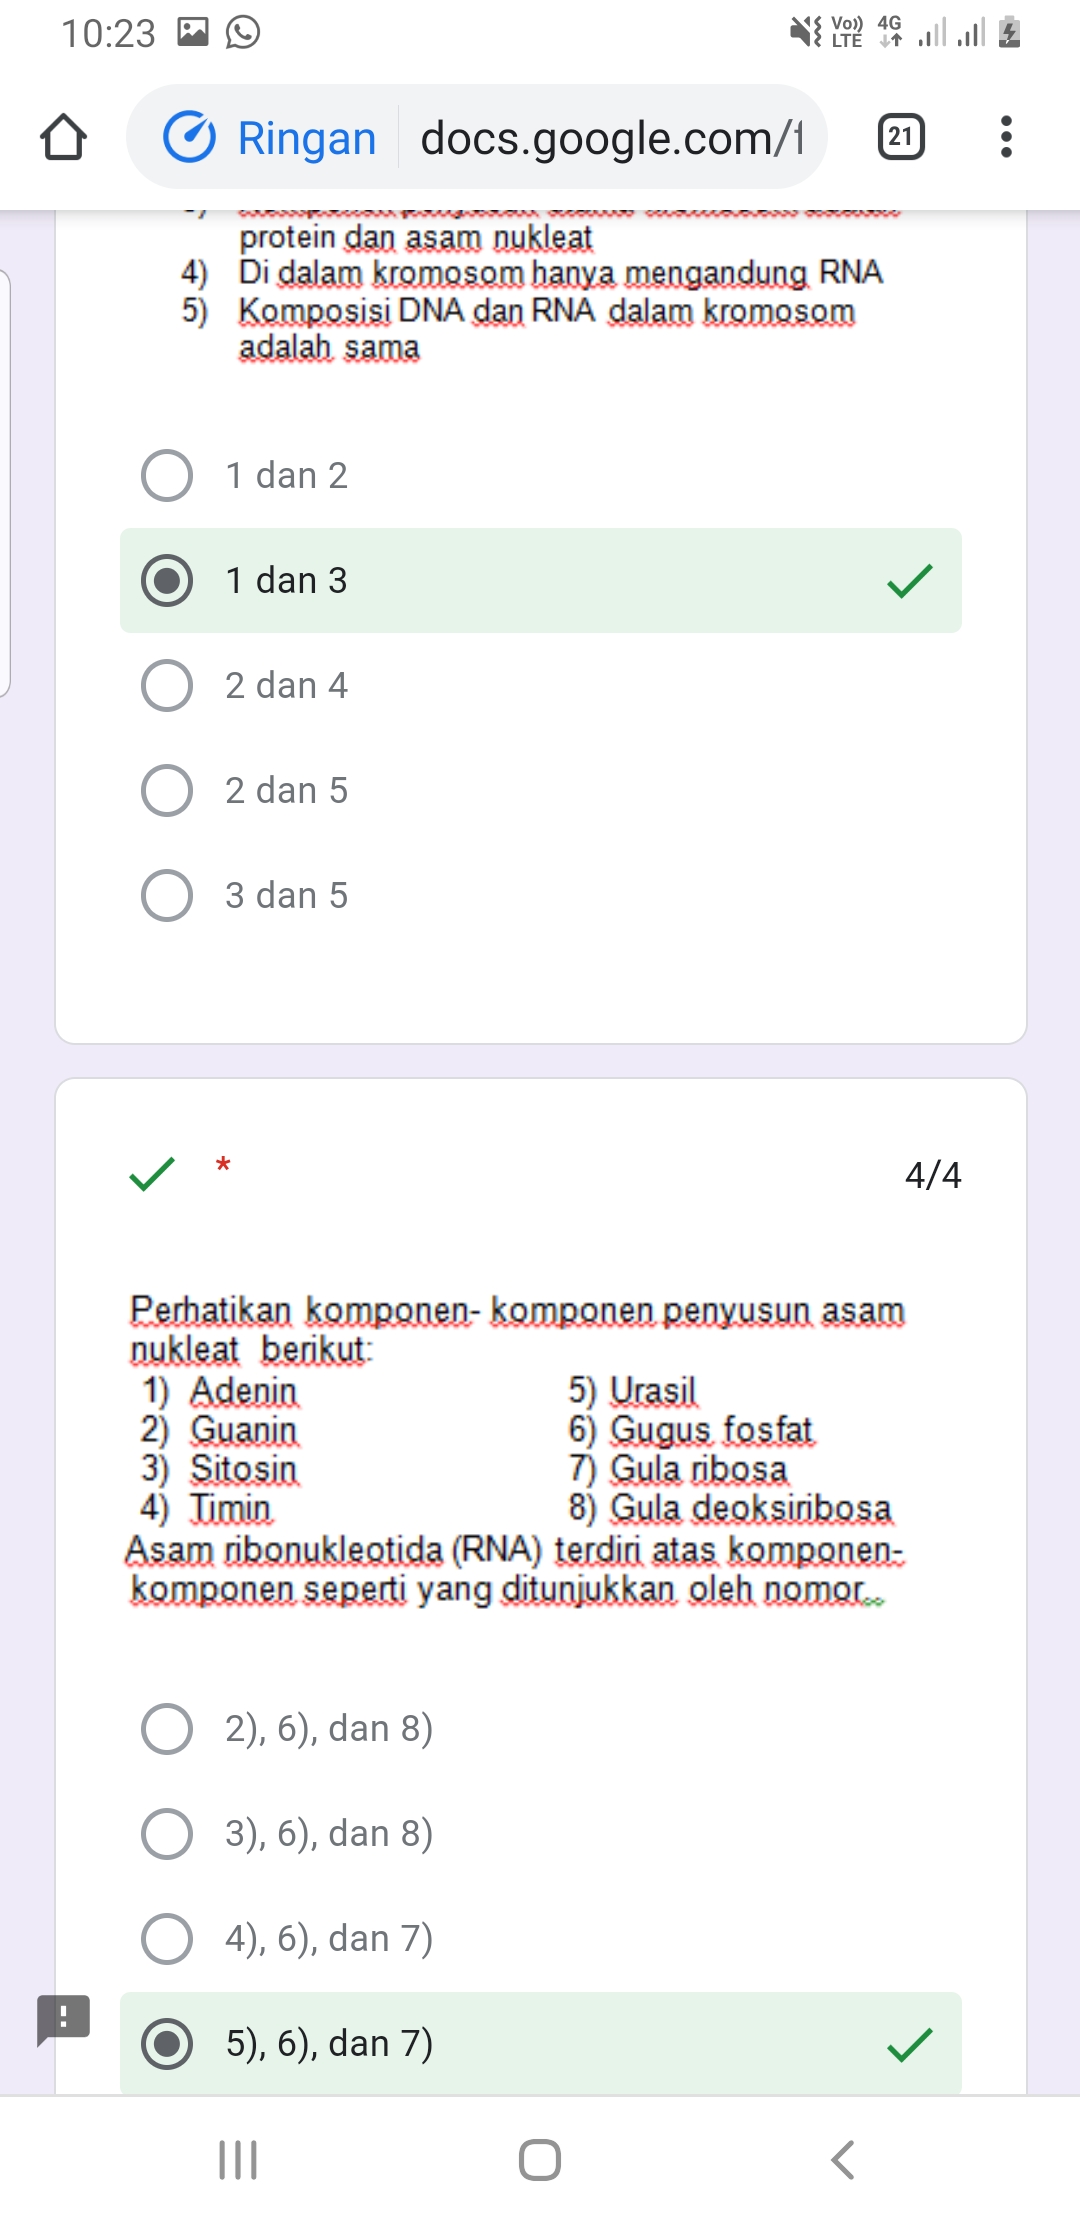 10:23
Vo)) 4G
LTE
Ringan docs.google.com/f 21
protein dan asam nukleat
4) Di dalam kromosom hanya mengandung RNA
5) Komposisi DNA dan RNA dalam kromosom
adalah sama
1 dan 2
1 dan 3
2 dan 4
2 dan 5
3 dan 5
* 4/4
Perhatikan komponen- komponen penyusun asam
nukleat berikut:
1) Adenin 5) Urasil
2) Guanin 6) Gugus fosfat
3) Sitosin 7) Gula ribosa
4) Timin 8) Gula deoksiribosa
Asam ribonukleotida (RNA) terdiri atas komponen-
komponen seperti yang ditunjukkan oleh nomor...
2), 6), dan 8)
3), 6), dan 8)
4), 6), dan 7)
5), 6), dan 7)